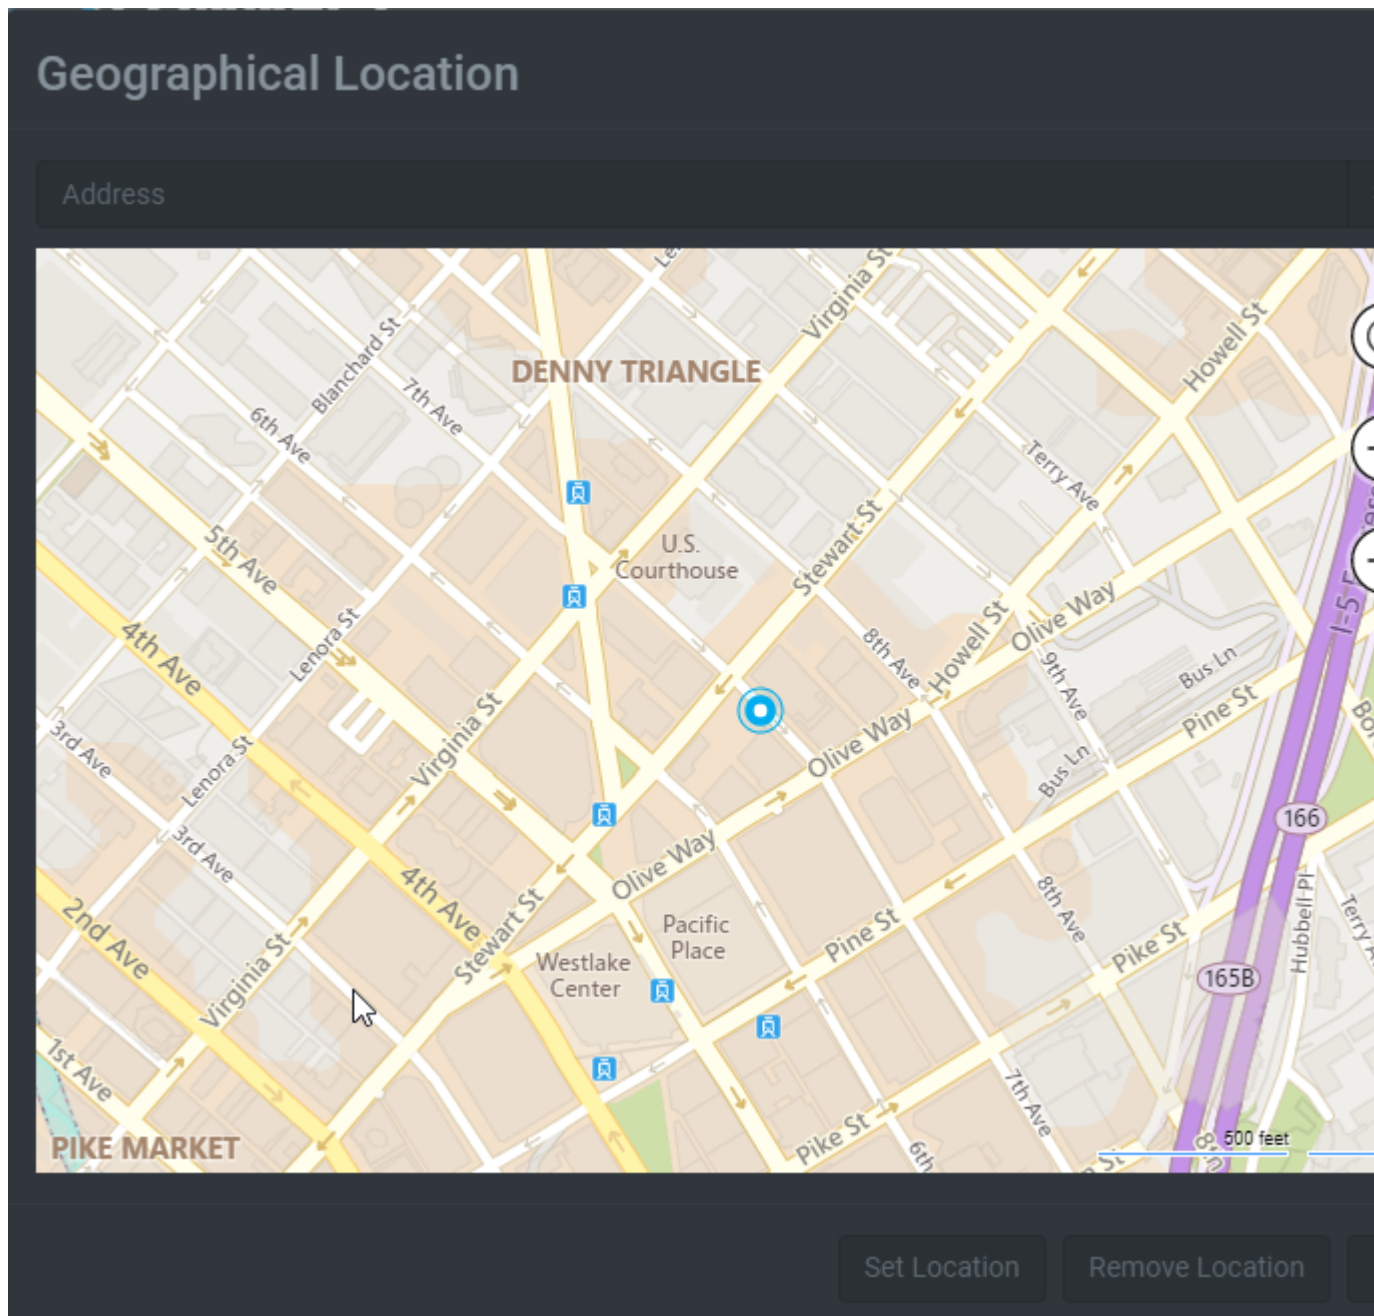 Geographical Location
Address
Virginia St
Howell St
Blanchard St
DENNY TRIANGLE
7th Ave
6th Ave
Terry Ave
Stewart St
U.S.
Courthouse
5th Ave
Olive Way
I-5
Lenora St
4th Ave
8th Ave
Howell St
9th Ave
Bus Ln
Pine St
Virginia St
3rd Ave
Olive Way
Lenora St
Bus Ln
166
3rd Ave
Olive Way
4th Ave
8th Ave
Hubbell Pl
Terry
2nd Ave
Stewart St
Pacific
Place
Pine St
Pike St
Westlake
Center
165B
Virginia St
1st Ave
7th Ave
Pike St
6th
8th
500 feet
PIKE MARKET
Set Location
Remove Location